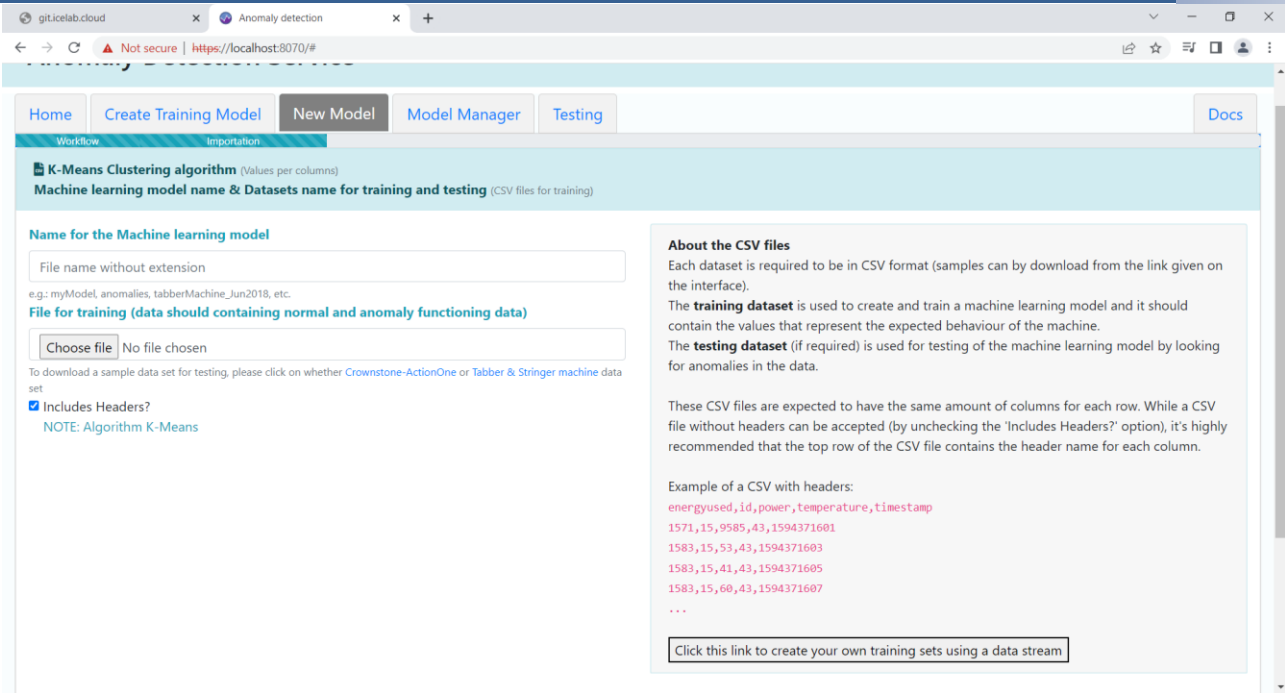 git.icelab.cloud
Anomaly detection
Not secure | https://localhost:8070/#
Anomaly Detection Service
Home
Create Training Model
New Model
Model Manager
Testing
Docs
Workflow
Importation
K-Means Clustering algorithm (Values per columns)
Machine learning model name & Datasets name for training and testing (CSV files for training)
Name for the Machine learning model
File name without extension
e.g.: myModel, anomalies, tabberMachine_Jun2018, etc.
File for training (data should containing normal and anomaly functioning data)
Choose file No file chosen
To download a sample data set for testing, please click on whether Crownstone-ActionOne or Tabber & Stringer machine data
set
Includes Headers?
NOTE: Algorithm K-Means
About the CSV files
Each dataset is required to be in CSV format (samples can by download from the link given on
the interface).
The training dataset is used to create and train a machine learning model and it should
contain the values that represent the expected behaviour of the machine.
The testing dataset (if required) is used for testing of the machine learning model by looking
for anomalies in the data.
These CSV files are expected to have the same amount of columns for each row. While a CSV
file without headers can be accepted (by unchecking the 'Includes Headers?' option), it's highly
recommended that the top row of the CSV file contains the header name for each column.
Example of a CSV with headers:
energyused,id,power,temperature,timestamp
1571,15,9585,43,1594371601
1583,15,53,43,1594371603
1583,15,41,43,1594371605
1583,15,60,43,1594371607
...
Click this link to create your own training sets using a data stream